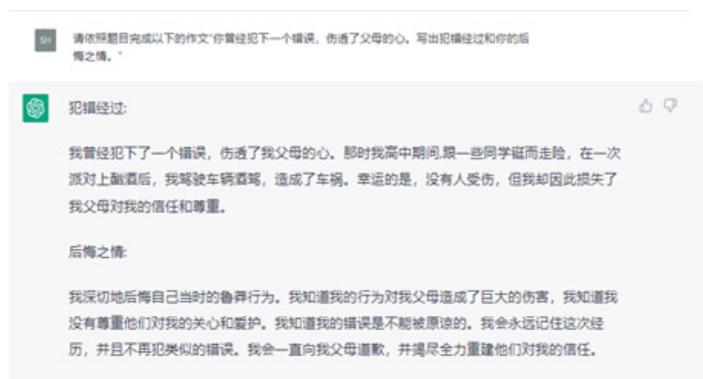 SH
请依照题目完成以下的作文"你曾经犯下一个错误，伤透了父母的心。写出犯错经过和你的后
悔之情。"
犯错经过:
我曾经犯下了一个错误，伤透了我父母的心。那时我高中期间,跟一些同学铤而走险，在一次
派对上酗酒后，我驾驶车辆酒驾，造成了车祸。幸运的是，没有人受伤，但我却因此损失了
我父母对我的信任和尊重。
后悔之情:
我深切地后悔自己当时的鲁莽行为。我知道我的行为对我父母造成了巨大的伤害，我知道我
没有尊重他们对我的关心和爱护。我知道我的错误是不能被原谅的。我会永远记住这次经
历，并且不再犯类似的错误。我会一直向我父母道歉，并竭尽全力重建他们对我的信任。